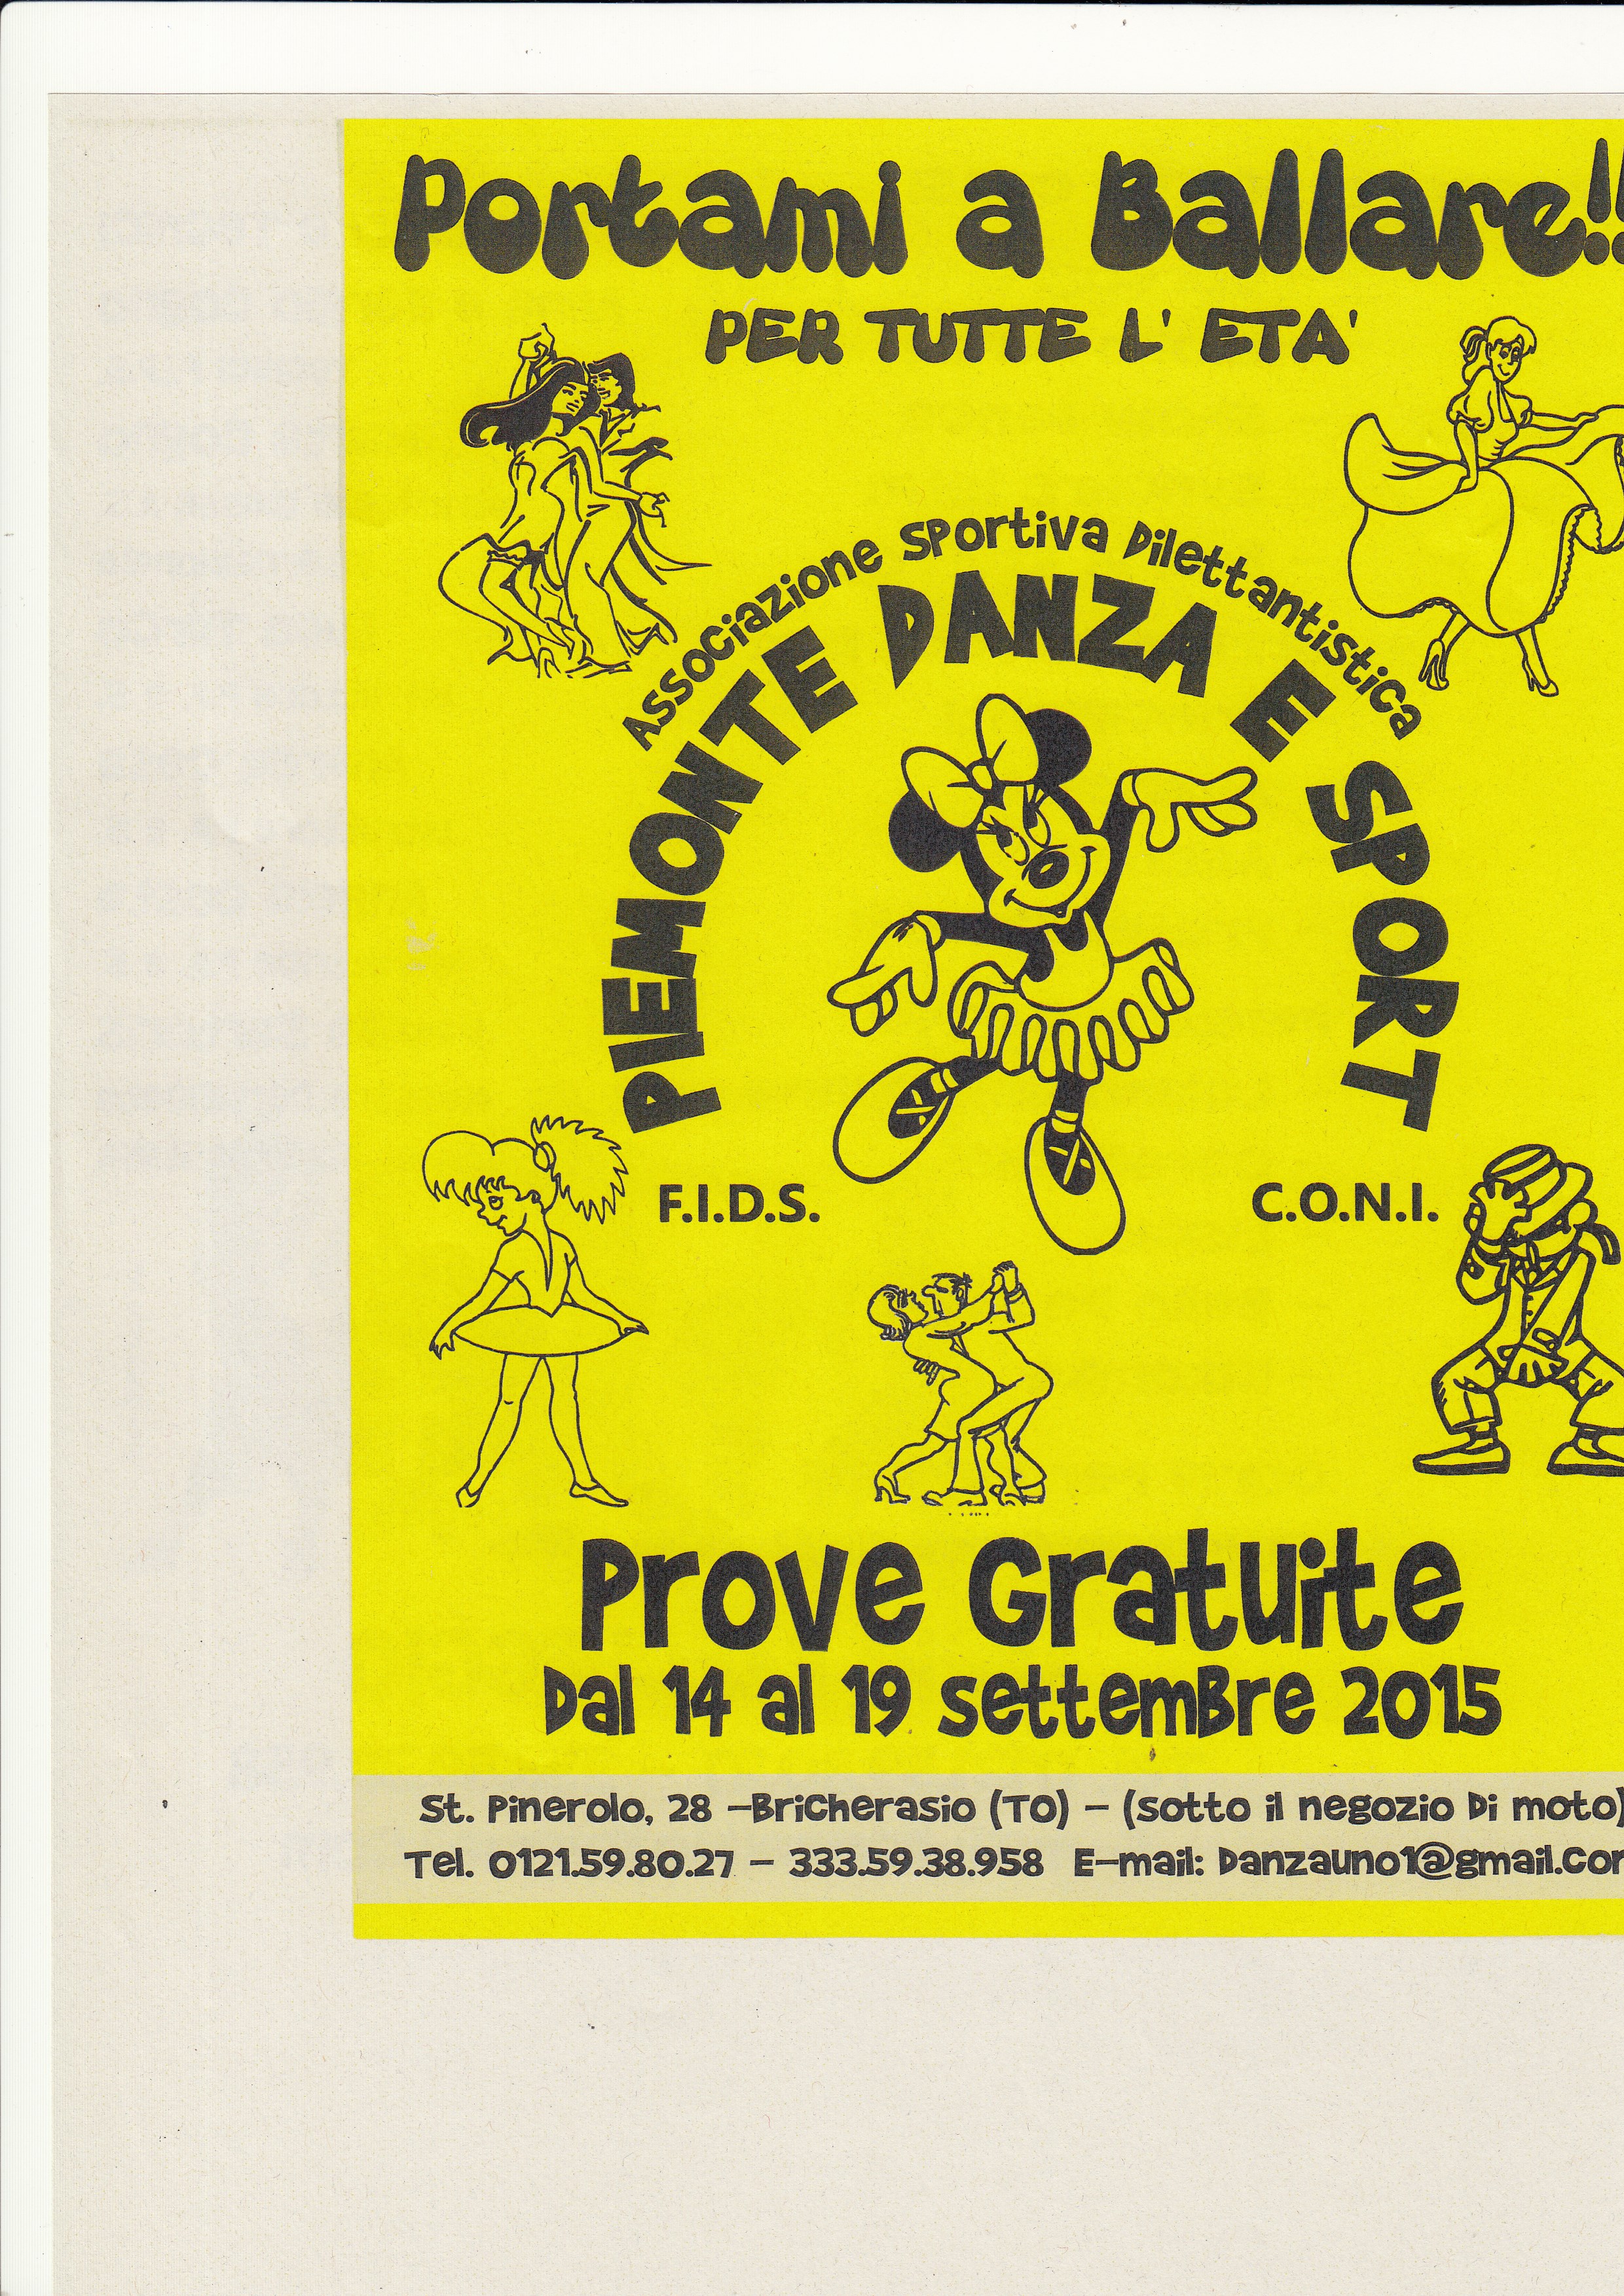 Portami a Ballare!!
PER TUTTE L' ETA'
Associazione Sportiva Dilettantistica
PIEMONTE DANZA E SPORT
F.I.D.S.
C.O.N.I.
Prove Gratuite
Dal 14 al 19 settemBre 2015
St. Pinerolo, 28 –BriCherasio (TO) – (sotto il negozio Di moto)
Tel. 0121.59.80.27 – 333.59.38.958 E-mail: Danzauno1@gmail.co